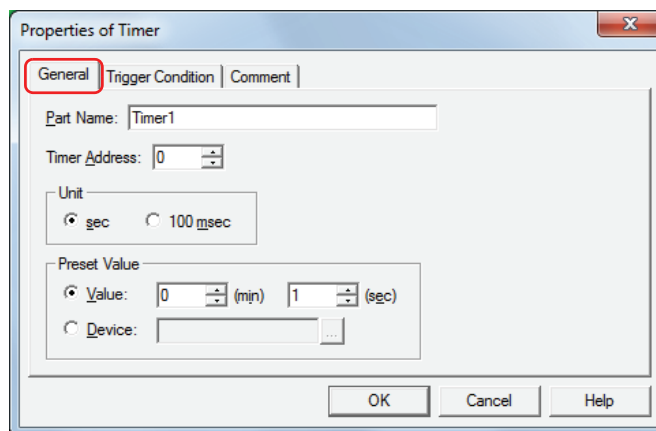 Properties of Timer
General Trigger Condition Comment
Part Name: Timer1
Timer Address: 0
Unit
sec 100 msec
Preset Value
Value: 0 (min) 1 (sec)
Device: ...
OK Cancel Help